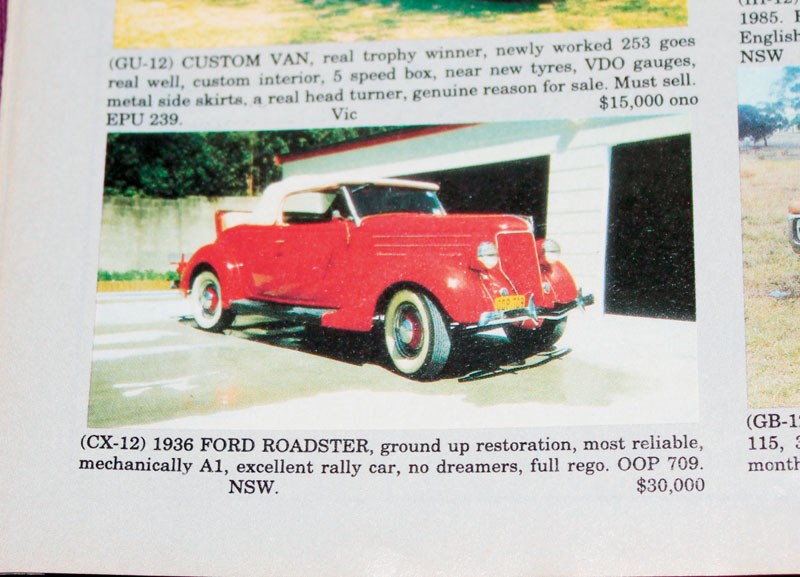 (GU-12) CUSTOM VAN, real trophy winner, newly worked 253 goes
real well, custom interior, 5 speed box, near new tyres, VDO gauges,
metal side skirts, a real head turner, genuine reason for sale. Must sell.
EPU 239. Vic $15,000 ono
(CX-12) 1936 FORD ROADSTER, ground up restoration, most reliable,
mechanically A1, excellent rally car, no dreamers, full rego. OOP 709.
NSW. $30,000
1985.
English
NSW
(GB-12
115,
month